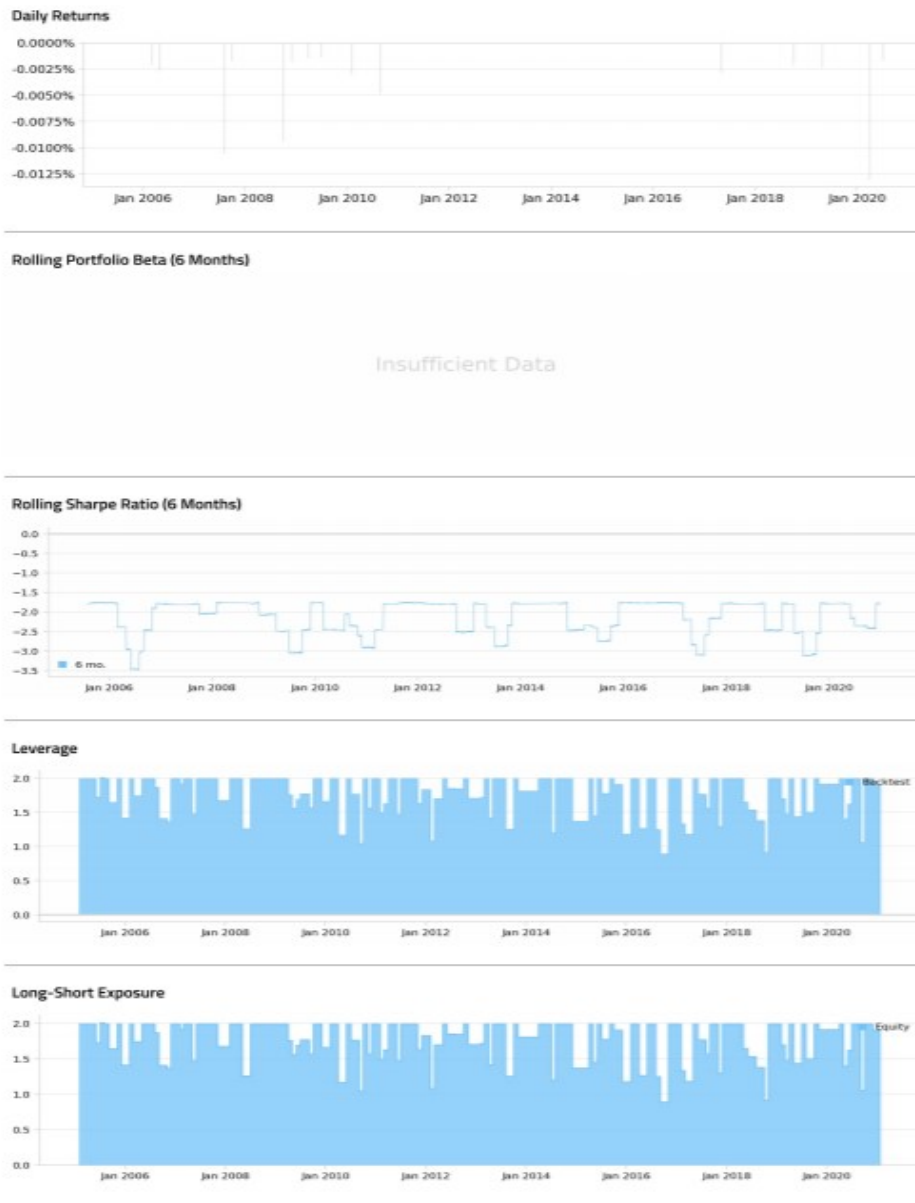 Daily Returns
0.0000%
-0.0025%
-0.0050%
-0.0075%
-0.0100%
-0.0125%
Jan 2006 Jan 2008 Jan 2010 Jan 2012 Jan 2014 Jan 2016 Jan 2018 Jan 2020
Rolling Portfolio Beta (6 Months)
Insufficient Data
Rolling Sharpe Ratio (6 Months)
0.0
−0.5
−1.0
−1.5
−2.0
−2.5
−3.0
6 mo.
−3.5
Jan 2006 Jan 2008 Jan 2010 Jan 2012 Jan 2014 Jan 2016 Jan 2018 Jan 2020
Leverage
2.0 Backtest
1.5
1.0
0.5
0.0
Jan 2006 Jan 2008 Jan 2010 Jan 2012 Jan 2014 Jan 2016 Jan 2018 Jan 2020
Long-Short Exposure
2.0 Equity
1.5
1.0
0.5
0.0
Jan 2006 Jan 2008 Jan 2010 Jan 2012 Jan 2014 Jan 2016 Jan 2018 Jan 2020